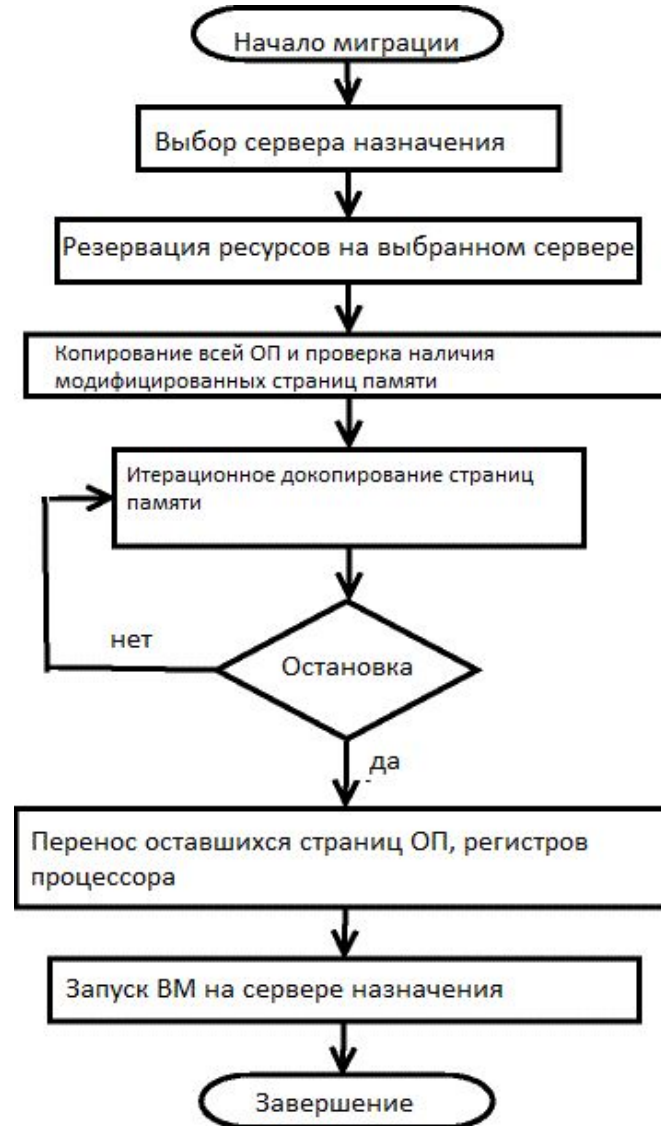 Начало миграции
Выбор сервера назначения
Резервация ресурсов на выбранном сервере
Копирование всей ОП и проверка наличия
модифицированных страниц памяти
Итерационное докопирование страниц
памяти
нет
Остановка
да
Перенос оставшихся страниц ОП, регистров
процессора
Запуск ВМ на сервере назначения
Завершение